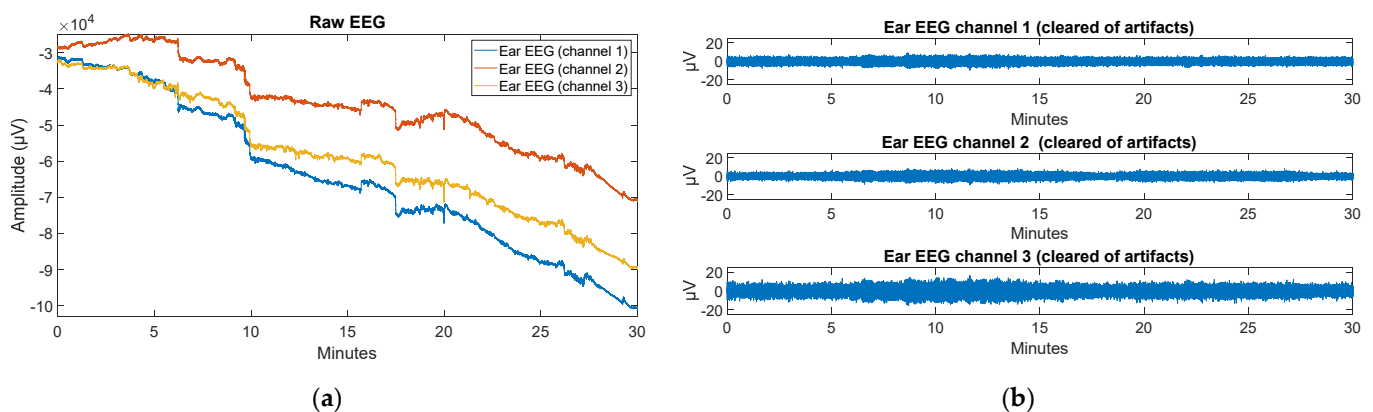 Raw EEG
×10⁴
-3
-4
-5
-6
-7
-8
-9
-10
Amplitude (µV)
Ear EEG (channel 1)
Ear EEG (channel 2)
Ear EEG (channel 3)
0 5 10 15 20 25 30
Minutes
(a)
Ear EEG channel 1 (cleared of artifacts)
20
0
-20
µV
0 5 10 15 20 25 30
Minutes
Ear EEG channel 2 (cleared of artifacts)
20
0
-20
µV
0 5 10 15 20 25 30
Minutes
Ear EEG channel 3 (cleared of artifacts)
20
0
-20
µV
0 5 10 15 20 25 30
Minutes
(b)